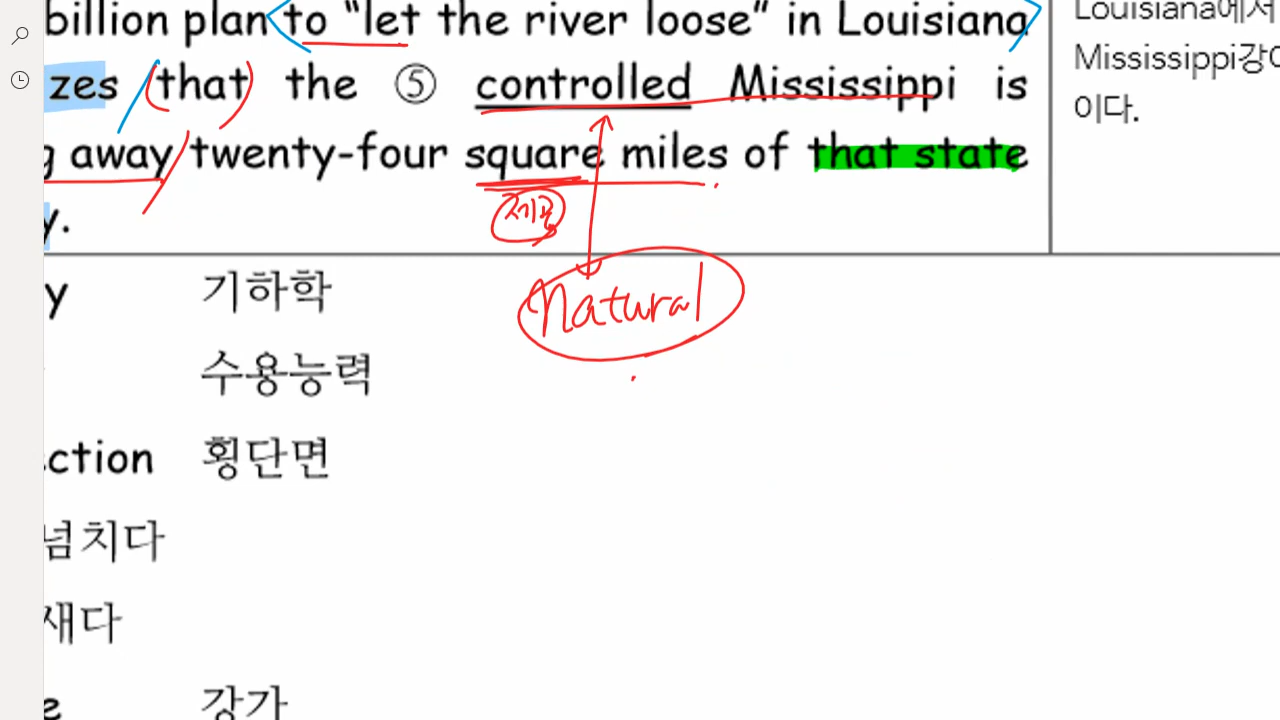 billion plan to “let the river loose” in Louisiana
zes that the ⑤ controlled Mississippi is
g away twenty-four square miles of that state
y.
제곱
Natural
Louisiana에서
Mississippi강이
이다.
y 기하학
수용능력
ction 횡단면
넘치다
새다
e 강가